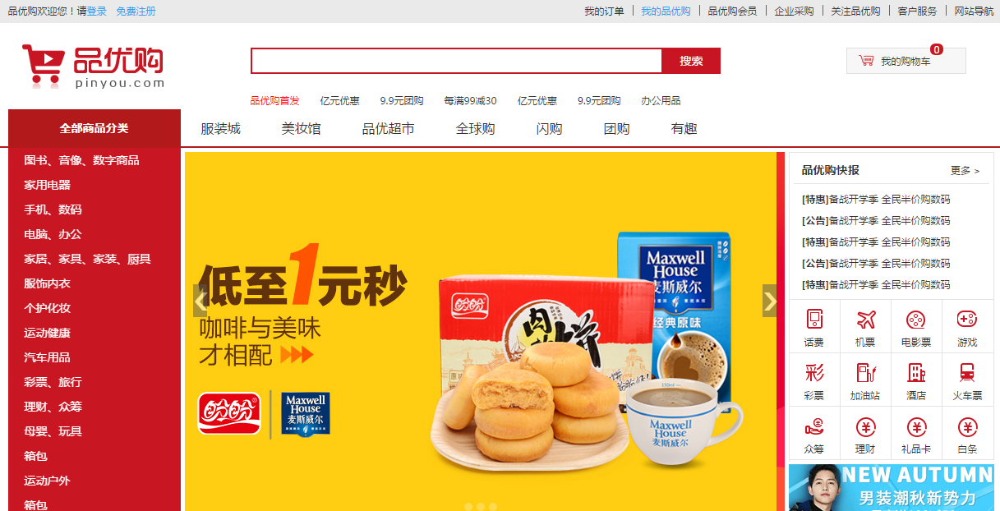 品优购欢迎您！请登录 免费注册
我的订单 我的品优购 品优购会员 企业采购 关注品优购 客户服务 网站导航
品优购
pinyou.com
搜索
我的购物车 0
品优购首发 亿元优惠 9.9元团购 每满99减30 亿元优惠 9.9元团购 办公用品
全部商品分类 服装城 美妆馆 品优超市 全球购 闪购 团购 有趣
图书、音像、数字商品
家用电器
手机、数码
电脑、办公
家居、家具、家装、厨具
服饰内衣
个护化妆
运动健康
汽车用品
彩票、旅行
理财、众筹
母婴、玩具
箱包
运动户外
箱包
低至1元秒
咖啡与美味
才相配
盼盼
Maxwell
House
麦斯威尔
盼盼
肉松饼
Maxwell
House
麦斯威尔
经典原味
150ml
Maxwell
House
麦斯威尔
品优购快报 更多 >
[特惠]备战开学季 全民半价购数码
[公告]备战开学季 全民半价购数码
[特惠]备战开学季 全民半价购数码
[公告]备战开学季 全民半价购数码
[特惠]备战开学季 全民半价购数码
话费 机票 电影票 游戏
彩票 加油站 酒店 火车票
众筹 理财 礼品卡 白条
NEW AUTUMN
男装潮秋新势力